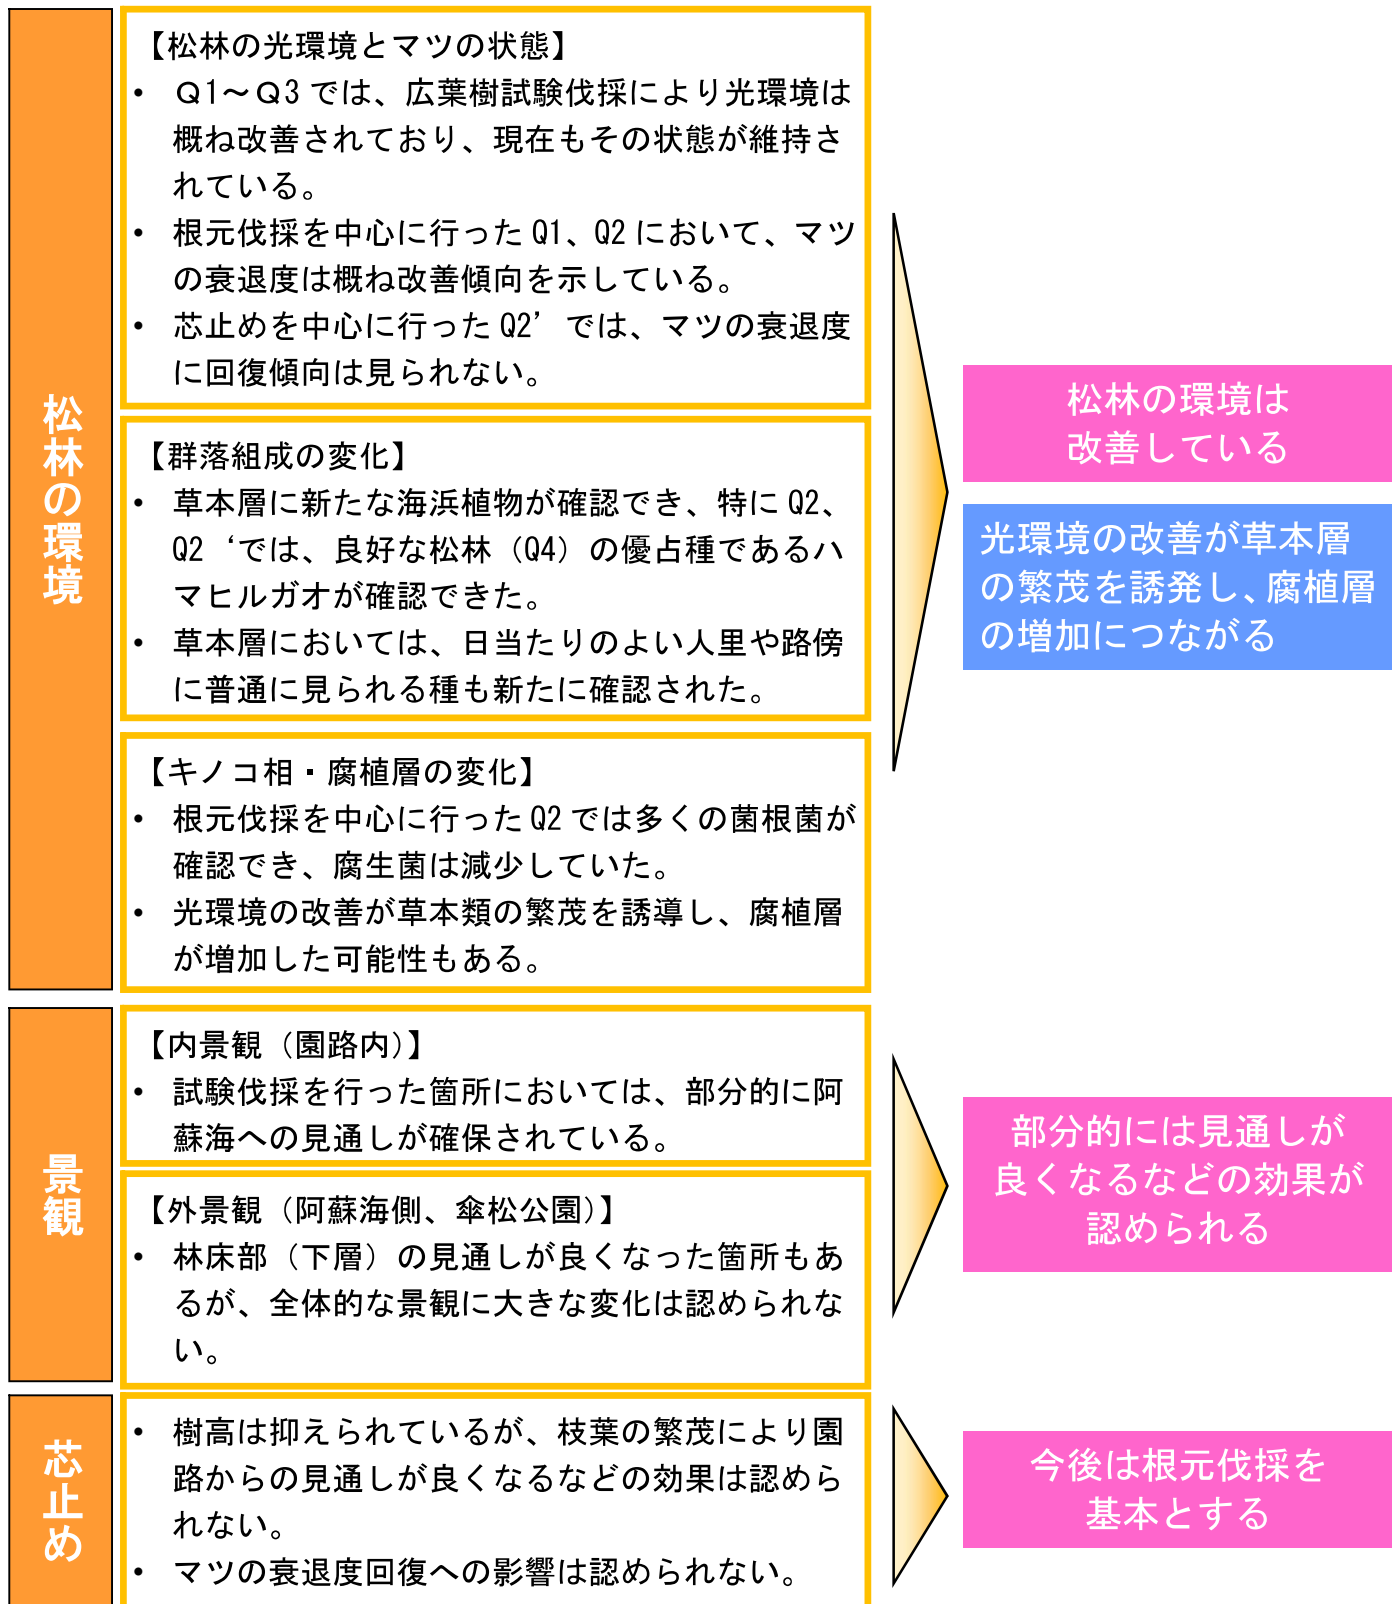 松林の環境
【松林の光環境とマツの状態】
• Q1～Q3 では、広葉樹試験伐採により光環境は
概ね改善されており、現在もその状態が維持さ
れている。
• 根元伐採を中心に行った Q1、Q2 において、マツ
の衰退度は概ね改善傾向を示している。
• 芯止めを中心に行った Q2’では、マツの衰退度
に回復傾向は見られない。
【群落組成の変化】
• 草本層に新たな海浜植物が確認でき、特に Q2、
Q2‘では、良好な松林（Q4）の優占種であるハ
マヒルガオが確認できた。
• 草本層においては、日当たりのよい人里や路傍
に普通に見られる種も新たに確認された。
【キノコ相・腐植層の変化】
• 根元伐採を中心に行った Q2 では多くの菌根菌が
確認でき、腐生菌は減少していた。
• 光環境の改善が草本類の繁茂を誘導し、腐植層
が増加した可能性もある。
松林の環境は
改善している
光環境の改善が草本層
の繁茂を誘発し、腐植層
の増加につながる
景観
【内景観（園路内）】
• 試験伐採を行った箇所においては、部分的に阿
蘇海への見通しが確保されている。
【外景観（阿蘇海側、傘松公園）】
• 林床部（下層）の見通しが良くなった箇所もあ
るが、全体的な景観に大きな変化は認められな
い。
部分的には見通しが
良くなるなどの効果が
認められる
芯止め
• 樹高は抑えられているが、枝葉の繁茂により園
路からの見通しが良くなるなどの効果は認めら
れない。
• マツの衰退度回復への影響は認められない。
今後は根元伐採を
基本とする